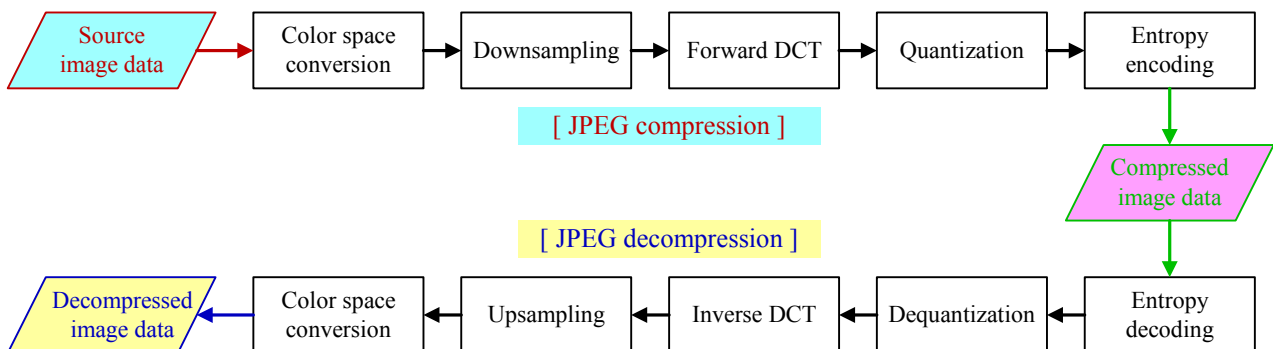 Source
image data
Color space
conversion
Downsampling
Forward DCT
Quantization
Entropy
encoding
[ JPEG compression ]
Compressed
image data
[ JPEG decompression ]
Decompressed
image data
Color space
conversion
Upsampling
Inverse DCT
Dequantization
Entropy
decoding